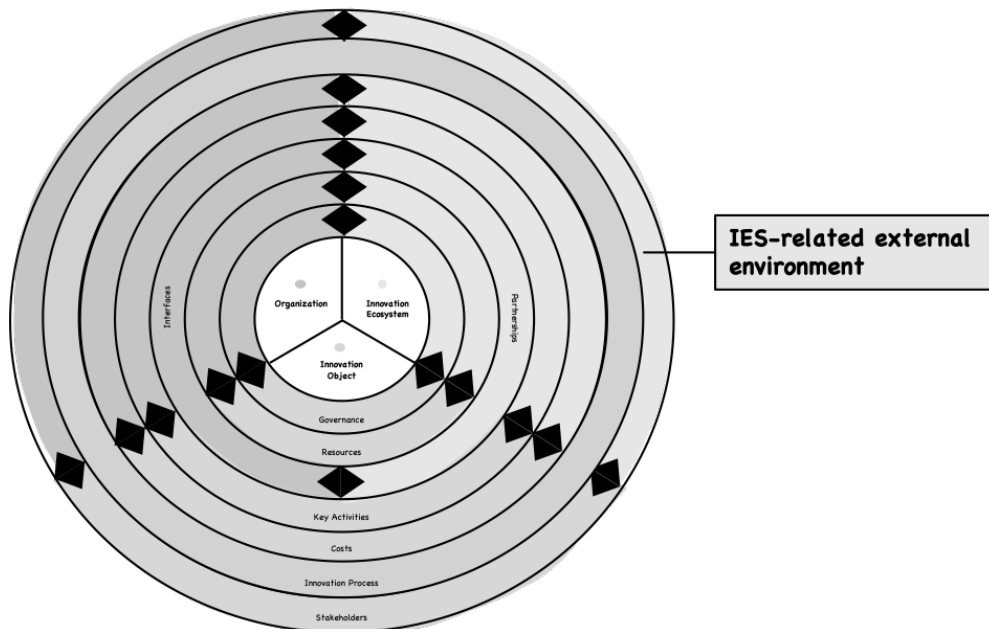 IES-related external
environment
Organization
Innovation
Ecosystem
Innovation
Object
Interfaces
Partnerships
Governance
Resources
Key Activities
Costs
Innovation Process
Stakeholders